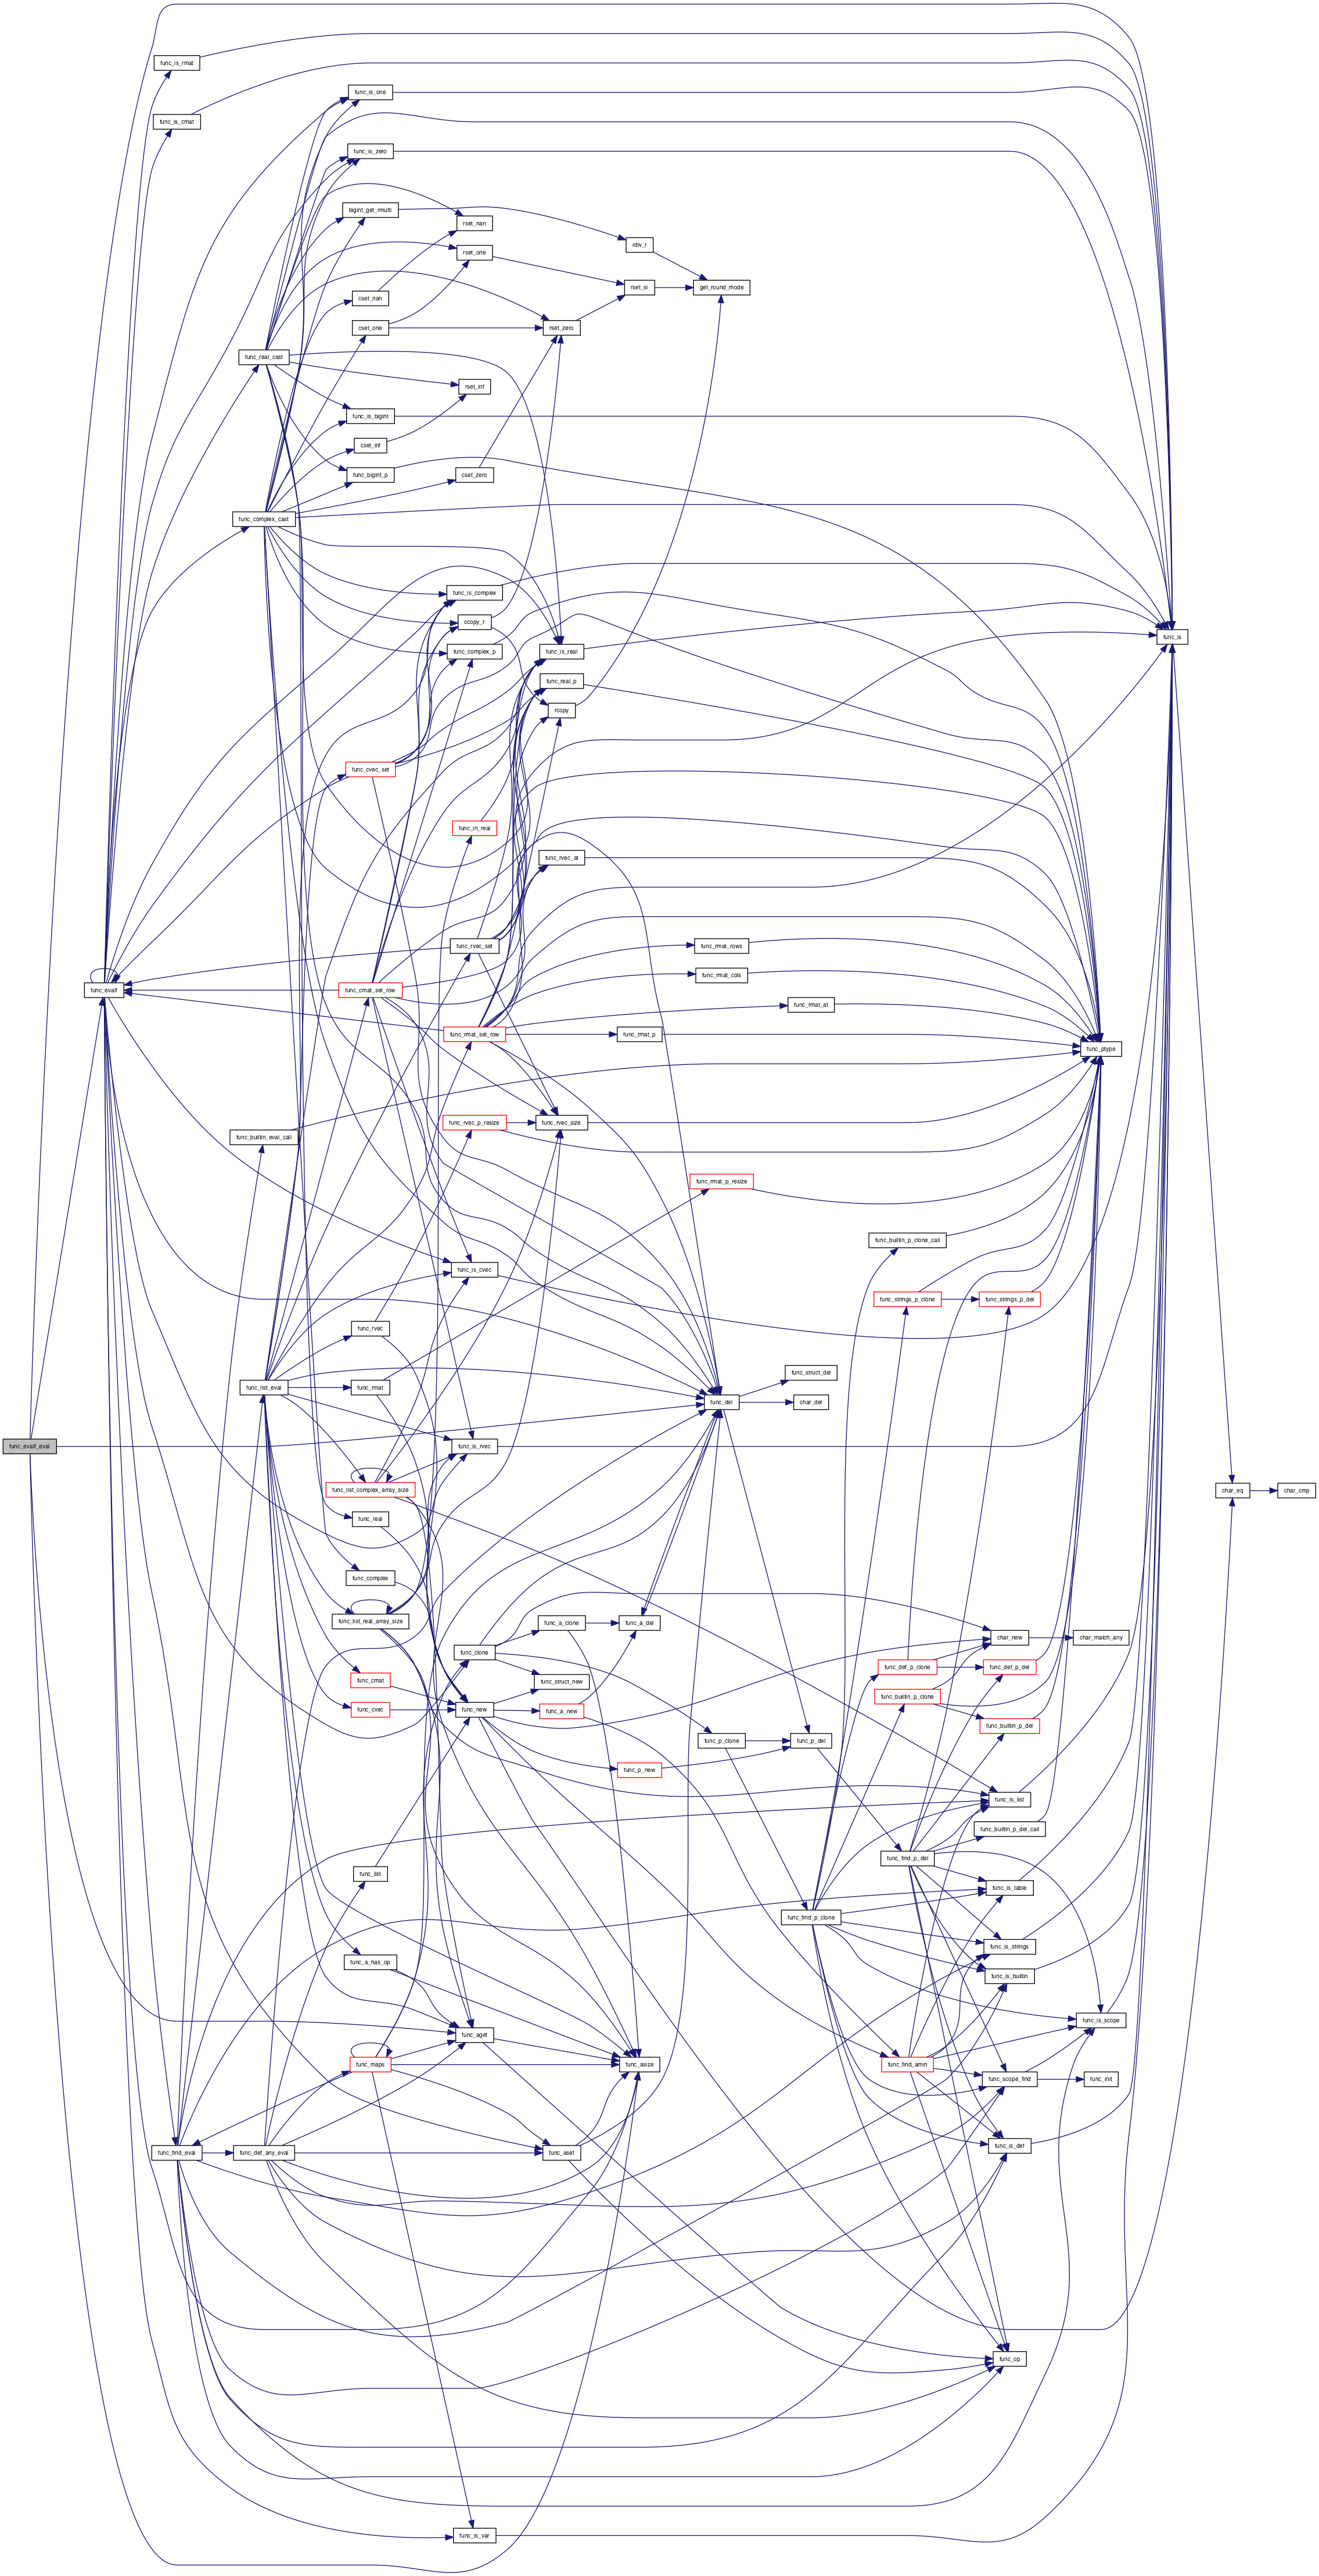 func_is_rmat
func_is_one
func_is_cmat
func_is_zero
bigint_get_rmulti
rset_nan
rdiv_r
rset_one
rset_si
get_round_mode
cset_nan
cset_one
rset_zero
func_real_cast
rset_inf
func_is_bigint
cset_inf
func_bigint_p
cset_zero
func_complex_cast
func_is_complex
ccopy_r
func_is
func_complex_p
func_is_real
func_real_p
rcopy
func_cvec_set
func_in_real
func_rvec_at
func_rvec_set
func_rmat_rows
func_rmat_cols
func_evalf
func_cmat_set_row
func_rmat_at
func_rmat_set_row
func_rmat_p
func_ptype
func_rvec_p_resize
func_rvec_size
func_builtin_eval_call
func_rmat_p_resize
func_builtin_p_clone_call
func_is_cvec
func_strings_p_clone
func_strings_p_del
func_rvec
func_struct_del
func_list_eval
func_rmat
func_del
char_del
func_evalf_eval
func_is_rvec
func_list_complex_array_size
char_eq
char_cmp
func_real
func_complex
func_list_real_array_size
func_a_clone
func_a_del
char_new
char_match_any
func_clone
func_def_p_clone
func_def_p_del
func_cmat
func_struct_new
func_builtin_p_clone
func_cvec
func_new
func_a_new
func_builtin_p_del
func_p_clone
func_p_del
func_p_new
func_is_list
func_builtin_p_del_call
func_find_p_del
func_list
func_is_table
func_find_p_clone
func_is_strings
func_a_has_op
func_is_builtin
func_is_scope
func_aget
func_maps
func_asize
func_find_amin
func_scope_find
func_init
func_is_def
func_find_eval
func_def_any_eval
func_aset
func_op
func_is_var